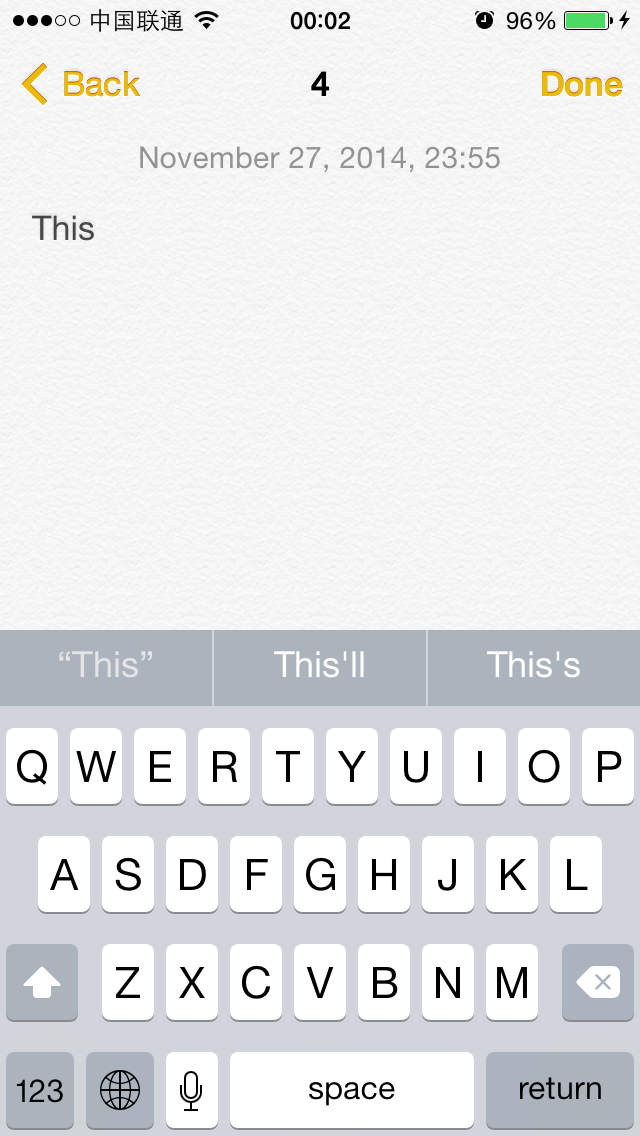 中国联通 00:02 96%
Back 4 Done
November 27, 2014, 23:55
This
“This” This'll This's
Q W E R T Y U I O P
A S D F G H J K L
Z X C V B N M
123 space return